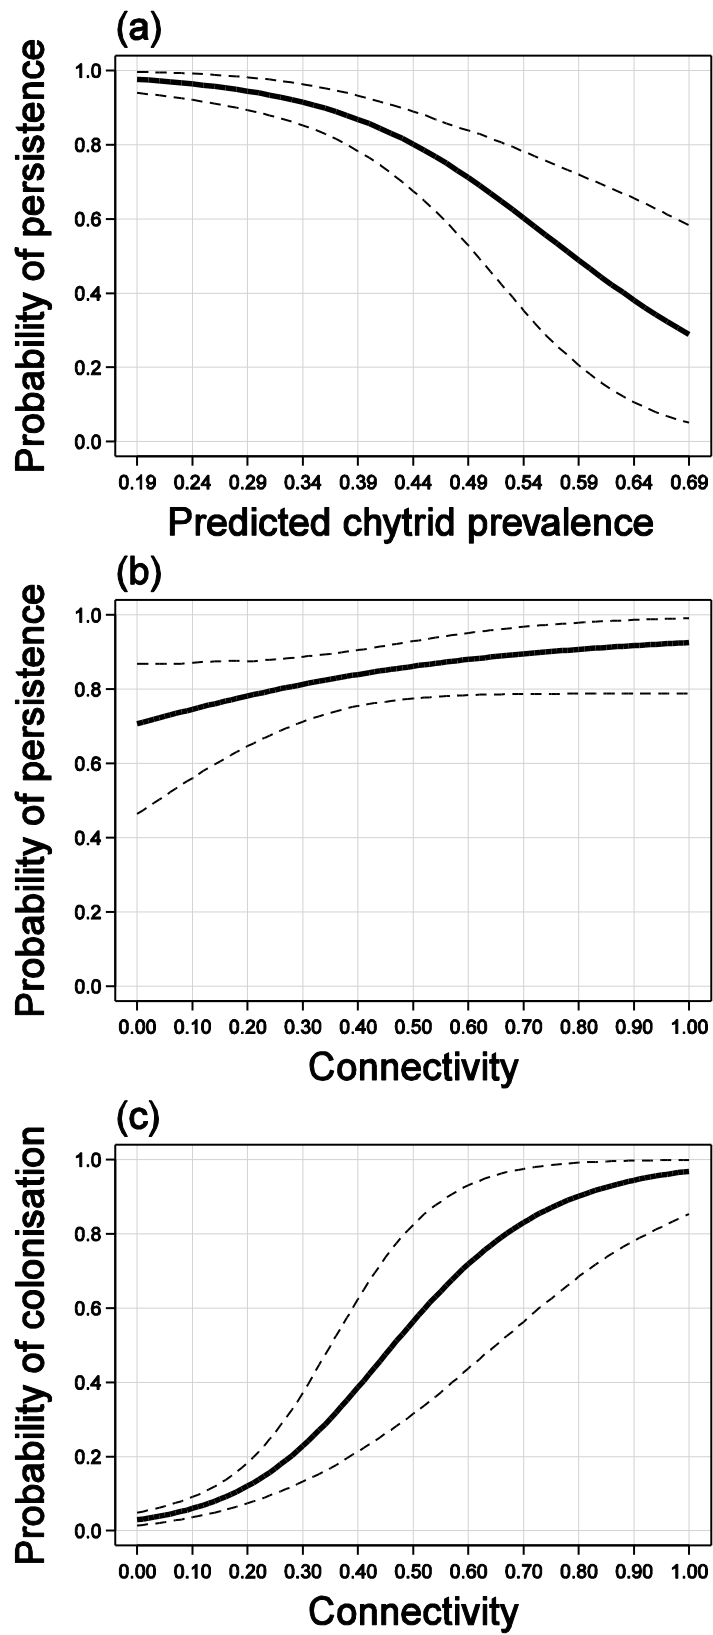 (a)
Probability of persistence
1.0
0.8
0.6
0.4
0.2
0.0
0.19 0.24 0.29 0.34 0.39 0.44 0.49 0.54 0.59 0.64 0.69
Predicted chytrid prevalence
(b)
Probability of persistence
1.0
0.8
0.6
0.4
0.2
0.0
0.00 0.10 0.20 0.30 0.40 0.50 0.60 0.70 0.80 0.90 1.00
Connectivity
(c)
Probability of colonisation
1.0
0.8
0.6
0.4
0.2
0.0
0.00 0.10 0.20 0.30 0.40 0.50 0.60 0.70 0.80 0.90 1.00
Connectivity